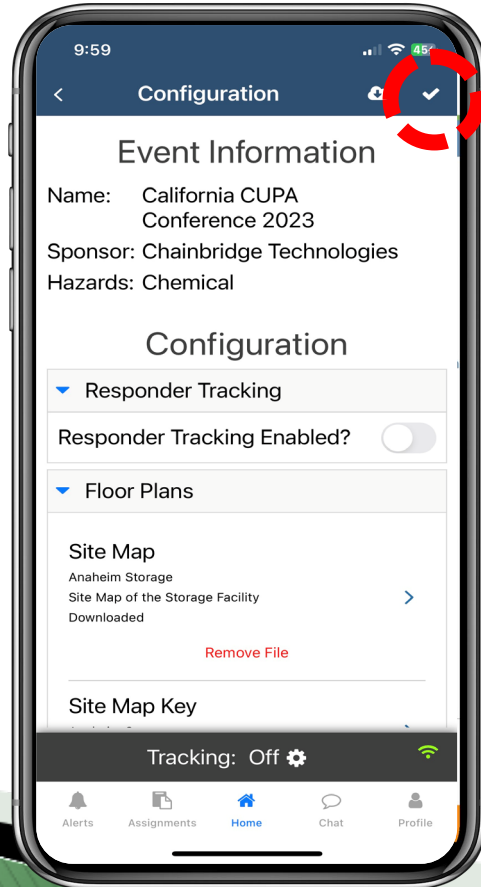 9:59
45
Configuration
Event Information
Name: California CUPA
Conference 2023
Sponsor: Chainbridge Technologies
Hazards: Chemical
Configuration
Responder Tracking
Responder Tracking Enabled?
Floor Plans
Site Map
Anaheim Storage
Site Map of the Storage Facility
Downloaded
Remove File
Site Map Key
Tracking: Off
Alerts Assignments Home Chat Profile